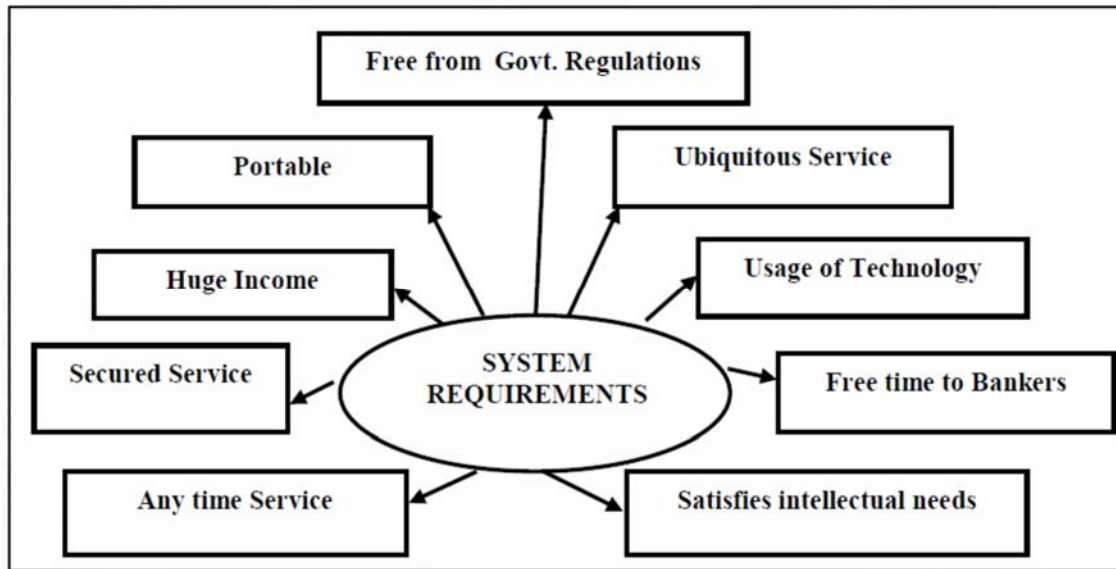 Free from Govt. Regulations
Portable
Ubiquitous Service
Huge Income
Usage of Technology
SYSTEM
REQUIREMENTS
Secured Service
Free time to Bankers
Any time Service
Satisfies intellectual needs